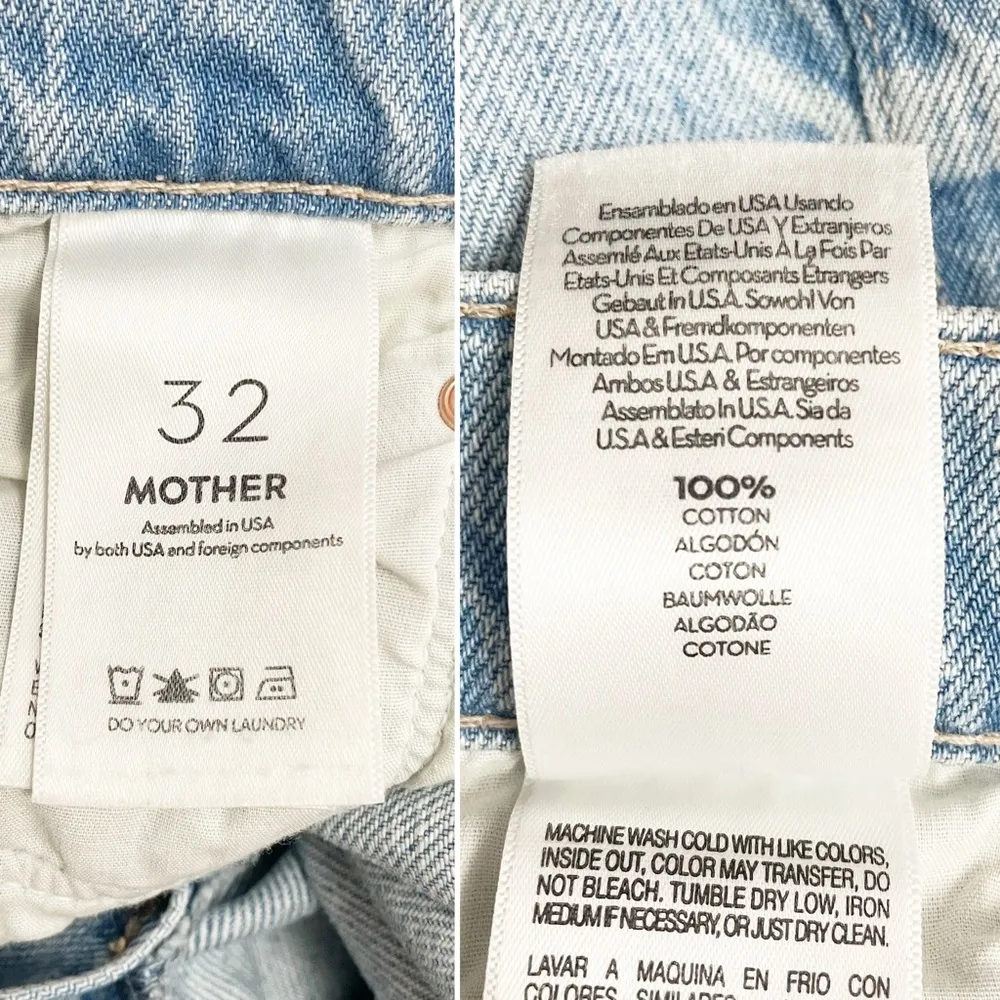 32
MOTHER
Assembled in USA
by both USA and foreign components
DO YOUR OWN LAUNDRY
Ensamblado en USA Usando
Componentes De USA Y Extranjeros
Assemlé Aux Etats-Unis À La Fois Par
Etats-Unis Et Composants Étrangers
Gebaut In U.S.A. Sowohl Von
USA & Fremdkomponenten
Montado Em U.S.A. Por componentes
Ambos U.S.A & Estrangeiros
Assemblato In U.S.A. Sia da
U.S.A & Esteri Components
100%
COTTON
ALGODÓN
COTON
BAUMWOLLE
ALGODÃO
COTONE
MACHINE WASH COLD WITH LIKE COLORS,
INSIDE OUT, COLOR MAY TRANSFER, DO
NOT BLEACH. TUMBLE DRY LOW, IRON
MEDIUM IF NECESSARY, OR JUST DRY CLEAN.
LAVAR A MAQUINA EN FRIO CON
COLORES SIMILARES